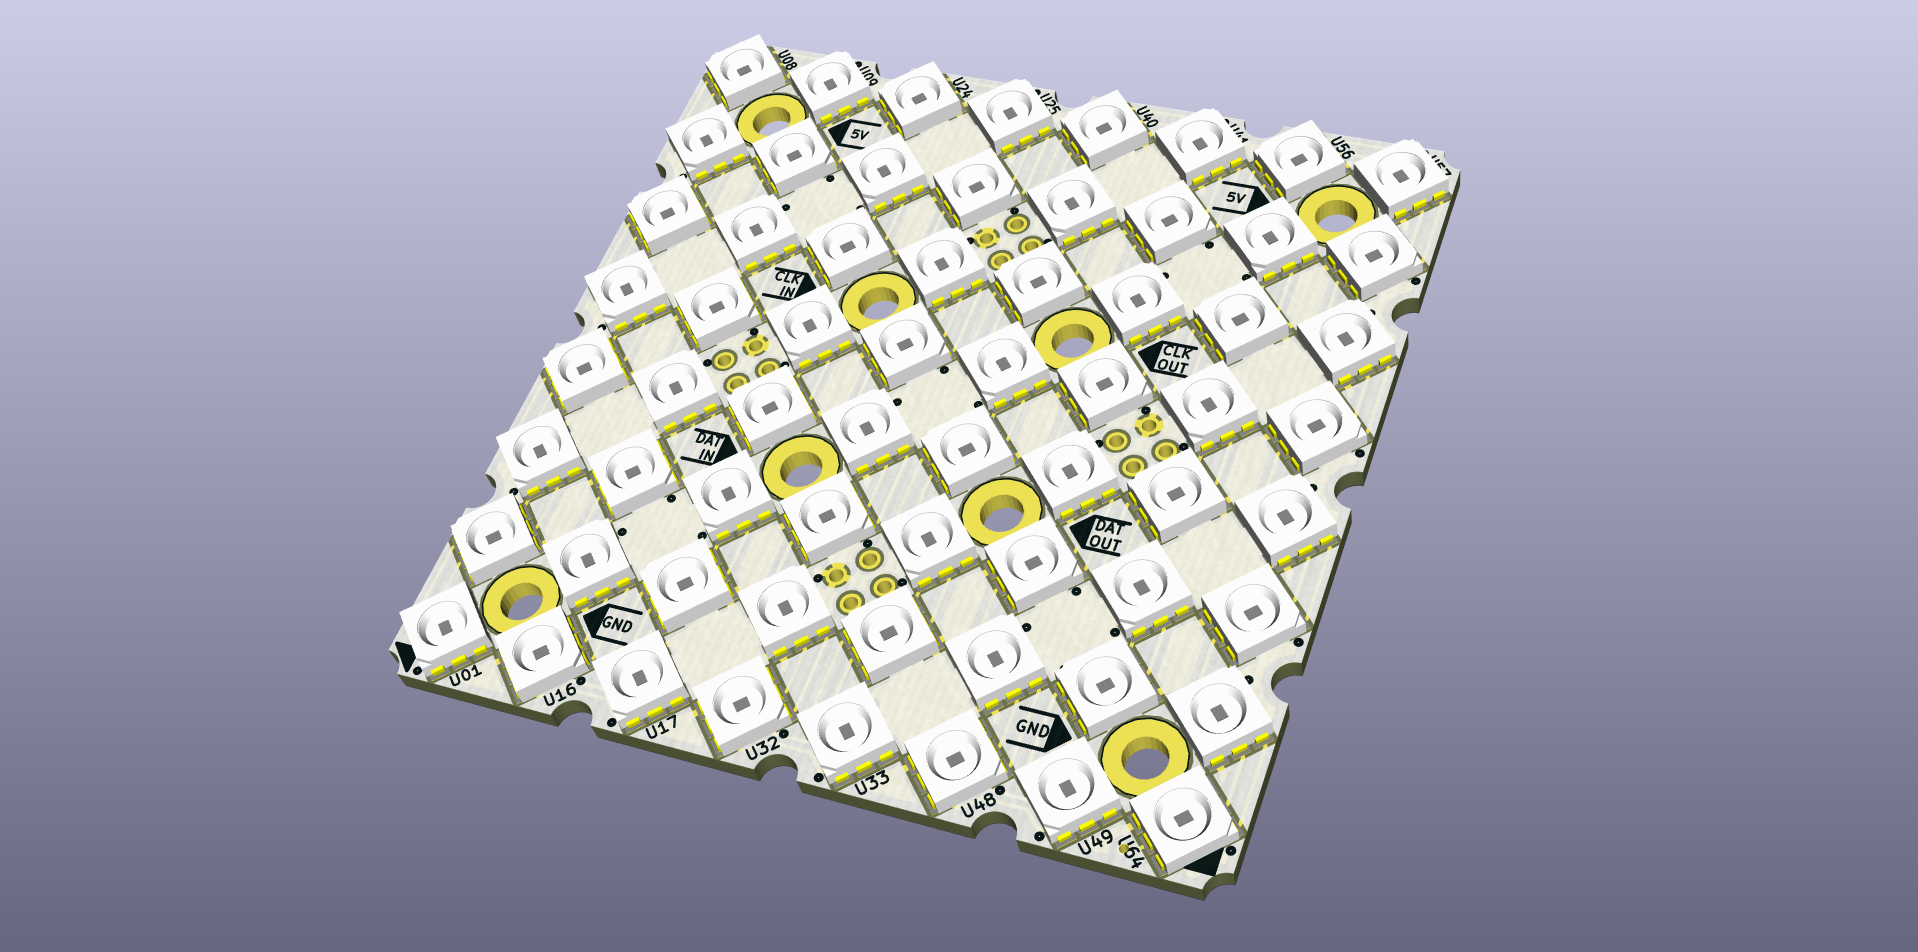 U08
U09
U24
U25
U40
U41
U56
U57
5V
5V
CLK
IN
CLK
OUT
DAT
IN
DAT
OUT
GND
GND
U01
U16
U17
U32
U33
U48
U49
U64